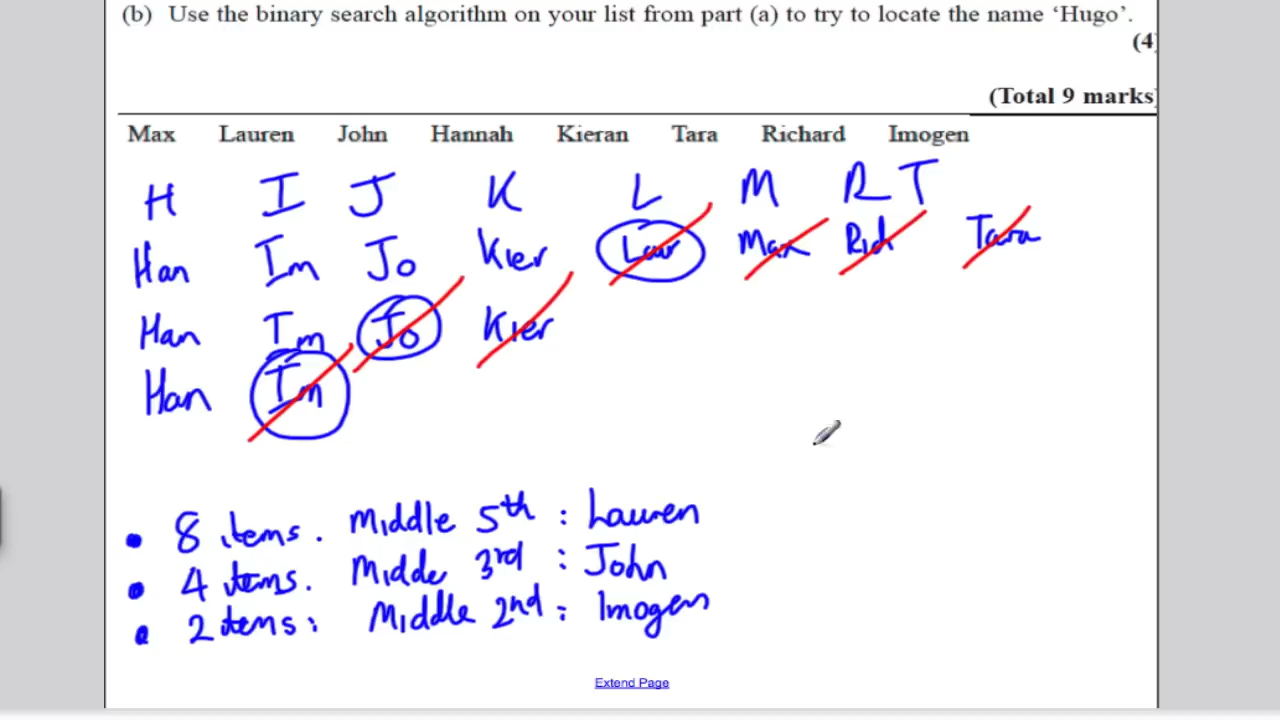 (b) Use the binary search algorithm on your list from part (a) to try to locate the name ‘Hugo’.
(4)
(Total 9 marks)
Max Lauren John Hannah Kieran Tara Richard Imogen
H I J K L M R T
Han Im Jo Kier Lau Max Rich Tara
Han Im Jo Kier
Han Im
• 8 items. Middle 5th : Lauren
• 4 items. Middle 3rd : John
• 2 items: Middle 2nd : Imogen
Extend Page